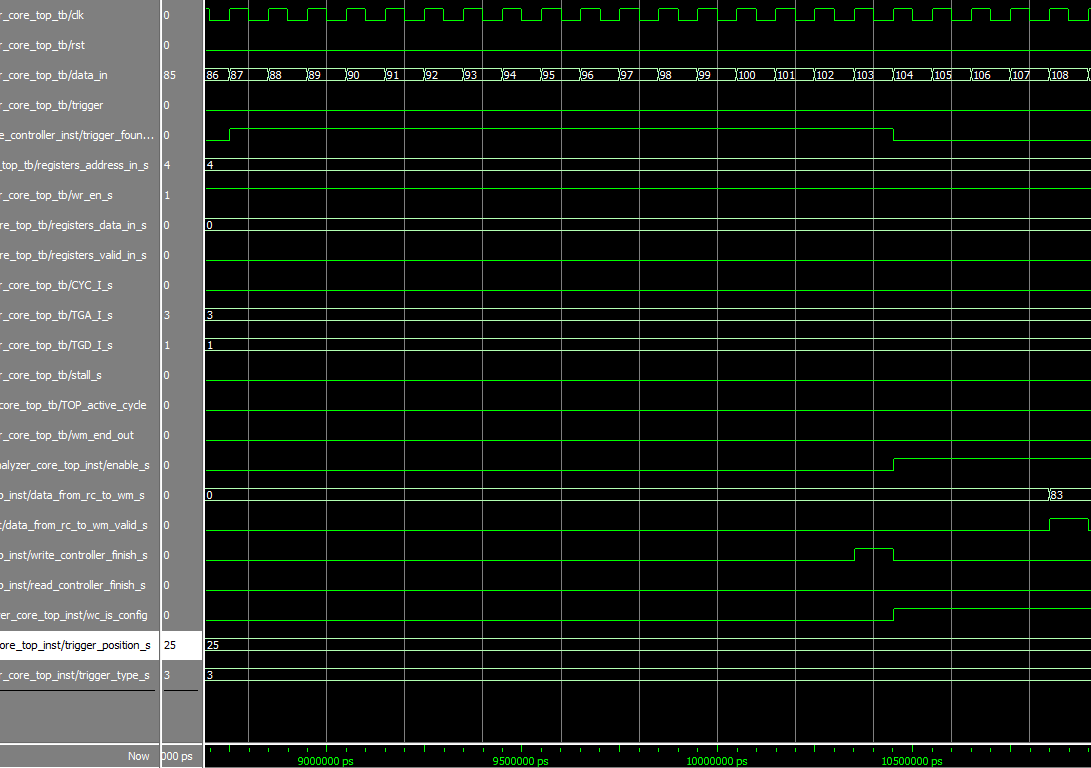 r_core_top_tb/clk 0
r_core_top_tb/rst 0
r_core_top_tb/data_in 85 86 87 88 89 90 91 92 93 94 95 96 97 98 99 100 101 102 103 104 105 106 107 108
r_core_top_tb/trigger 0
e_controller_inst/trigger_foun... 0
_top_tb/registers_address_in_s 4 4
r_core_top_tb/wr_en_s 1
ore_top_tb/registers_data_in_s 0 0
re_top_tb/registers_valid_in_s 0
r_core_top_tb/CYC_I_s 0
r_core_top_tb/TGA_I_s 3 3
r_core_top_tb/TGD_I_s 1 1
r_core_top_tb/stall_s 0
core_top_tb/TOP_active_cycle 0
r_core_top_tb/wm_end_out 0
nalyzer_core_top_inst/enable_s 0
p_inst/data_from_rc_to_wm_s 0 0 83
t/data_from_rc_to_wm_valid_s 0
p_inst/write_controller_finish_s 0
p_inst/read_controller_finish_s 0
zer_core_top_inst/wc_is_config 0
ore_top_inst/trigger_position_s 25 25
r_core_top_inst/trigger_type_s 3 3
Now 000 ps 9000000 ps 9500000 ps 10000000 ps 10500000 ps